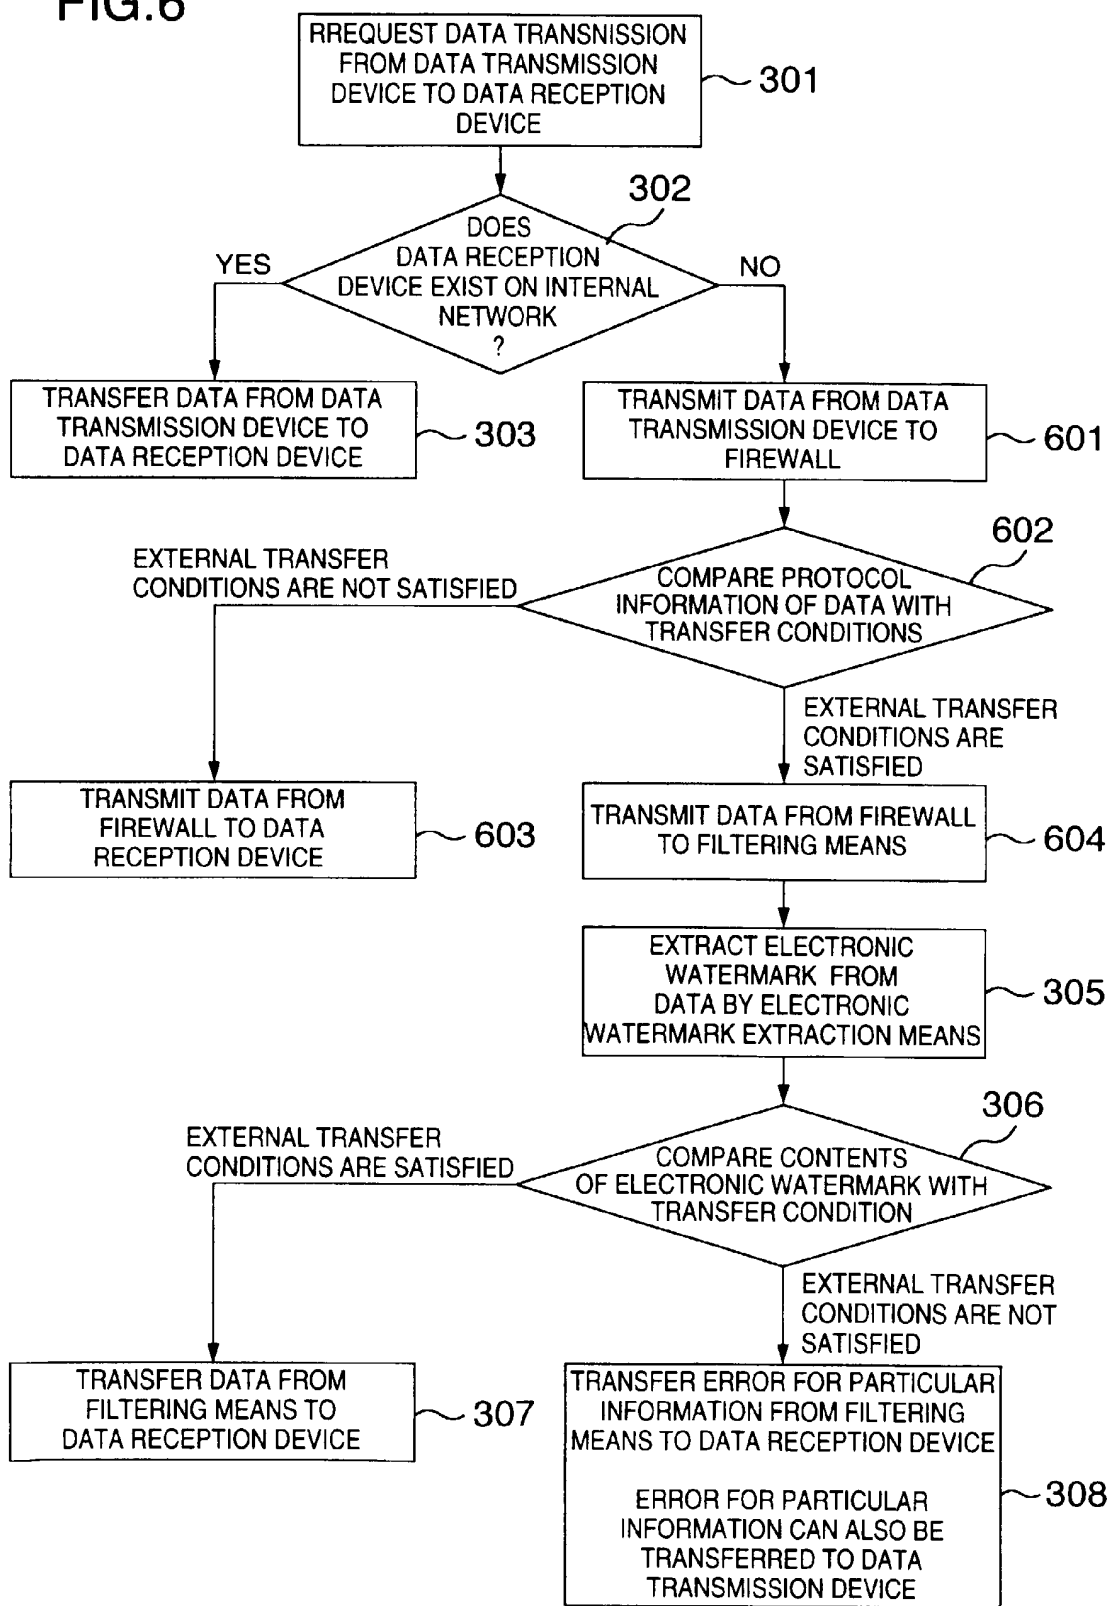 FIG.6
RREQUEST DATA TRANSNISSION
FROM DATA TRANSMISSION
DEVICE TO DATA RECEPTION
DEVICE
301
302
DOES
DATA RECEPTION
DEVICE EXIST ON INTERNAL
NETWORK
?
YES
NO
TRANSFER DATA FROM DATA
TRANSMISSION DEVICE TO
DATA RECEPTION DEVICE
303
TRANSMIT DATA FROM DATA
TRANSMISSION DEVICE TO
FIREWALL
601
602
COMPARE PROTOCOL
INFORMATION OF DATA WITH
TRANSFER CONDITIONS
EXTERNAL TRANSFER
CONDITIONS ARE NOT SATISFIED
EXTERNAL TRANSFER
CONDITIONS ARE
SATISFIED
TRANSMIT DATA FROM
FIREWALL TO DATA
RECEPTION DEVICE
603
TRANSMIT DATA FROM FIREWALL
TO FILTERING MEANS
604
EXTRACT ELECTRONIC
WATERMARK FROM
DATA BY ELECTRONIC
WATERMARK EXTRACTION MEANS
305
306
COMPARE CONTENTS
OF ELECTRONIC WATERMARK WITH
TRANSFER CONDITION
EXTERNAL TRANSFER
CONDITIONS ARE SATISFIED
EXTERNAL TRANSFER
CONDITIONS ARE NOT
SATISFIED
TRANSFER DATA FROM
FILTERING MEANS TO
DATA RECEPTION DEVICE
307
TRANSFER ERROR FOR PARTICULAR
INFORMATION FROM FILTERING
MEANS TO DATA RECEPTION DEVICE
ERROR FOR PARTICULAR
INFORMATION CAN ALSO BE
TRANSFERRED TO DATA
TRANSMISSION DEVICE
308